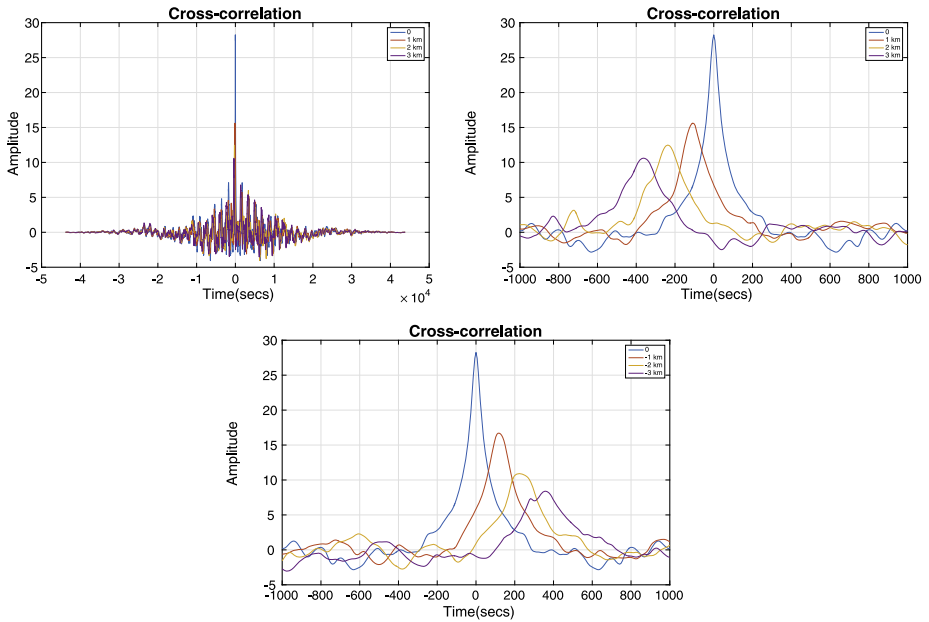 Cross-correlation
30
25
20
15
10
5
0
-5
Amplitude
0
1 km
2 km
3 km
-5 -4 -3 -2 -1 0 1 2 3 4 5
Time(secs)
× 10^4
Cross-correlation
30
25
20
15
10
5
0
-5
Amplitude
0
1 km
2 km
3 km
-1000 -800 -600 -400 -200 0 200 400 600 800 1000
Time(secs)
Cross-correlation
30
25
20
15
10
5
0
-5
Amplitude
0
-1 km
-2 km
-3 km
-1000 -800 -600 -400 -200 0 200 400 600 800 1000
Time(secs)